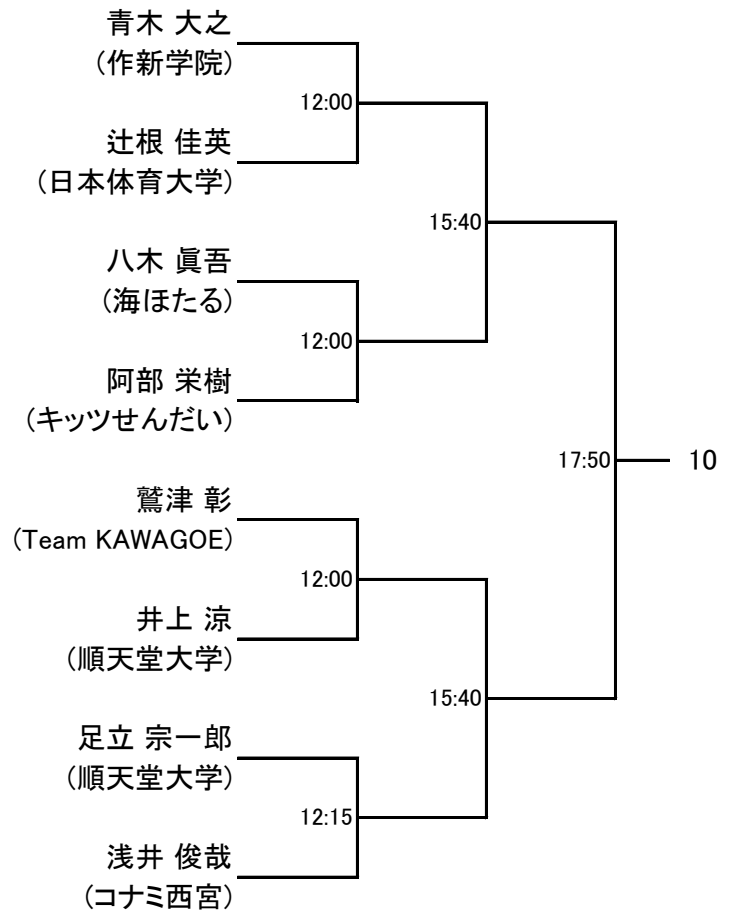 青木 大之
(作新学院)
12:00
辻根 佳英
(日本体育大学)
15:40
八木 眞吾
(海ほたる)
12:00
阿部 栄樹
(キッツせんだい)
17:50
10
鷲津 彰
(Team KAWAGOE)
12:00
井上 涼
(順天堂大学)
15:40
足立 宗一郎
(順天堂大学)
12:15
浅井 俊哉
(コナミ西宮)